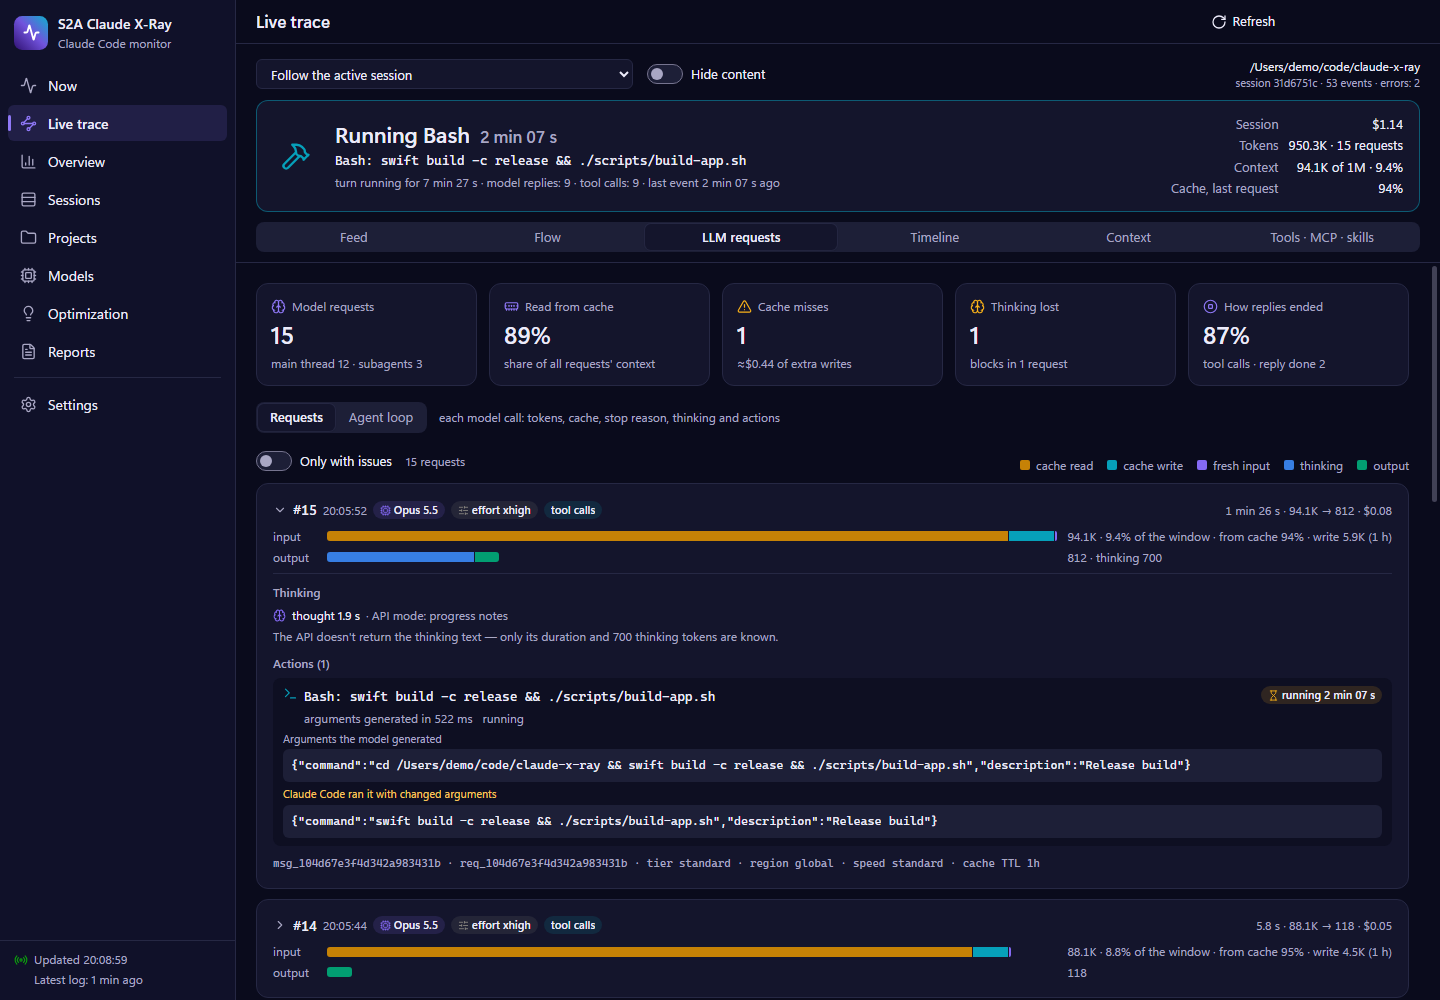 S2A Claude X-Ray
Claude Code monitor
Now
Live trace
Overview
Sessions
Projects
Models
Optimization
Reports
Settings
Updated 20:08:59
Latest log: 1 min ago
Live trace
Refresh
Follow the active session
Hide content
/Users/demo/code/claude-x-ray
session 31d6751c · 53 events · errors: 2
Running Bash 2 min 07 s
Bash: swift build -c release && ./scripts/build-app.sh
turn running for 7 min 27 s · model replies: 9 · tool calls: 9 · last event 2 min 07 s ago
Session $1.14
Tokens 950.3K · 15 requests
Context 94.1K of 1M · 9.4%
Cache, last request 94%
Feed
Flow
LLM requests
Timeline
Context
Tools · MCP · skills
Model requests
15
main thread 12 · subagents 3
Read from cache
89%
share of all requests' context
Cache misses
1
≈$0.44 of extra writes
Thinking lost
1
blocks in 1 request
How replies ended
87%
tool calls · reply done 2
Requests
Agent loop
each model call: tokens, cache, stop reason, thinking and actions
Only with issues 15 requests
cache read
cache write
fresh input
thinking
output
#15 20:05:52 Opus 5.5 effort xhigh tool calls
1 min 26 s · 94.1K → 812 · $0.08
input 94.1K · 9.4% of the window · from cache 94% · write 5.9K (1 h)
output 812 · thinking 700
Thinking
thought 1.9 s · API mode: progress notes
The API doesn't return the thinking text — only its duration and 700 thinking tokens are known.
Actions (1)
Bash: swift build -c release && ./scripts/build-app.sh
running 2 min 07 s
arguments generated in 522 ms running
Arguments the model generated
{"command":"cd /Users/demo/code/claude-x-ray && swift build -c release && ./scripts/build-app.sh","description":"Release build"}
Claude Code ran it with changed arguments
{"command":"swift build -c release && ./scripts/build-app.sh","description":"Release build"}
msg_104d67e3f4d342a983431b · req_104d67e3f4d342a983431b · tier standard · region global · speed standard · cache TTL 1h
#14 20:05:44 Opus 5.5 effort xhigh tool calls
5.8 s · 88.1K → 118 · $0.05
input 88.1K · 8.8% of the window · from cache 95% · write 4.5K (1 h)
output 118